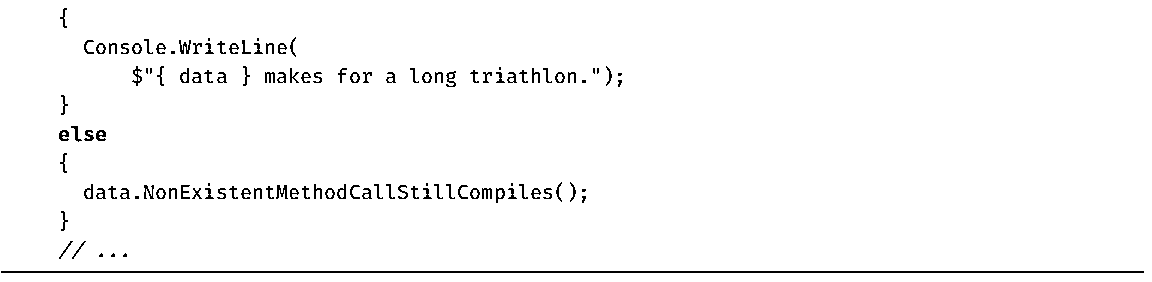 {
  Console.WriteLine(
      $"{ data } makes for a long triathlon.");
}
else
{
  data.NonExistentMethodCallStillCompiles();
}
// ...